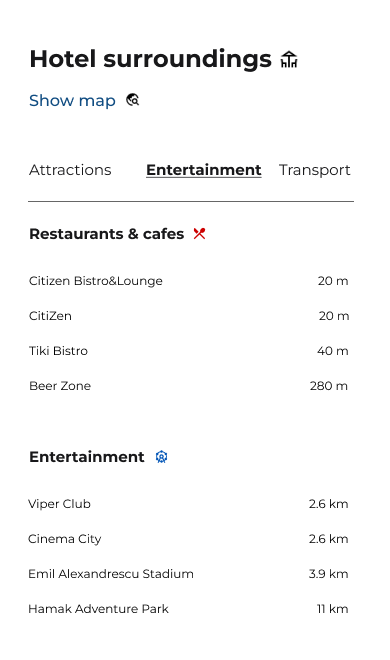 Hotel surroundings
Show map
Attractions Entertainment Transport
Restaurants & cafes
Citizen Bistro&Lounge 20 m
CitiZen 20 m
Tiki Bistro 40 m
Beer Zone 280 m
Entertainment
Viper Club 2.6 km
Cinema City 2.6 km
Emil Alexandrescu Stadium 3.9 km
Hamak Adventure Park 11 km